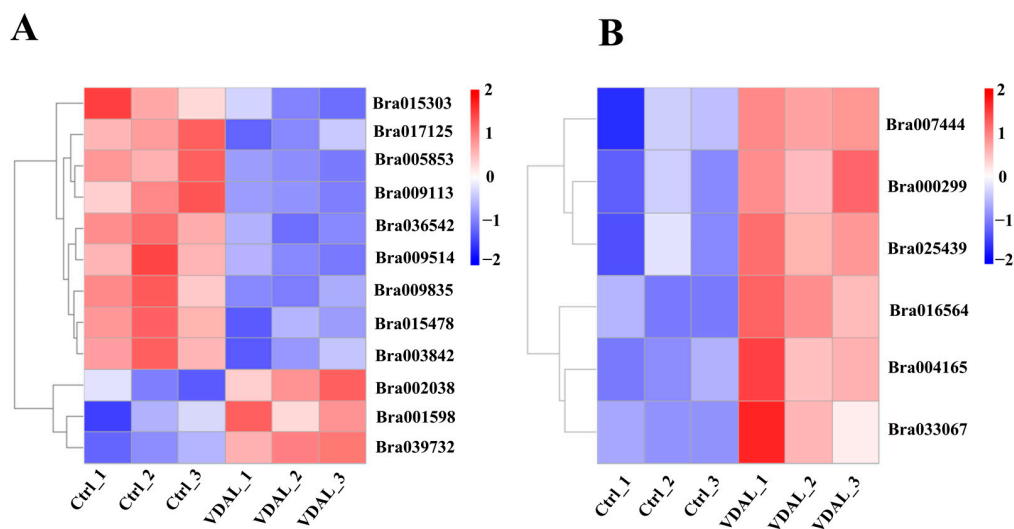 A
2
1
0
−1
−2
Bra015303
Bra017125
Bra005853
Bra009113
Bra036542
Bra009514
Bra009835
Bra015478
Bra003842
Bra002038
Bra001598
Bra039732
Ctrl_1
Ctrl_2
Ctrl_3
VDAL_1
VDAL_2
VDAL_3
B
2
1
0
−1
−2
Bra007444
Bra000299
Bra025439
Bra016564
Bra004165
Bra033067
Ctrl_1
Ctrl_2
Ctrl_3
VDAL_1
VDAL_2
VDAL_3